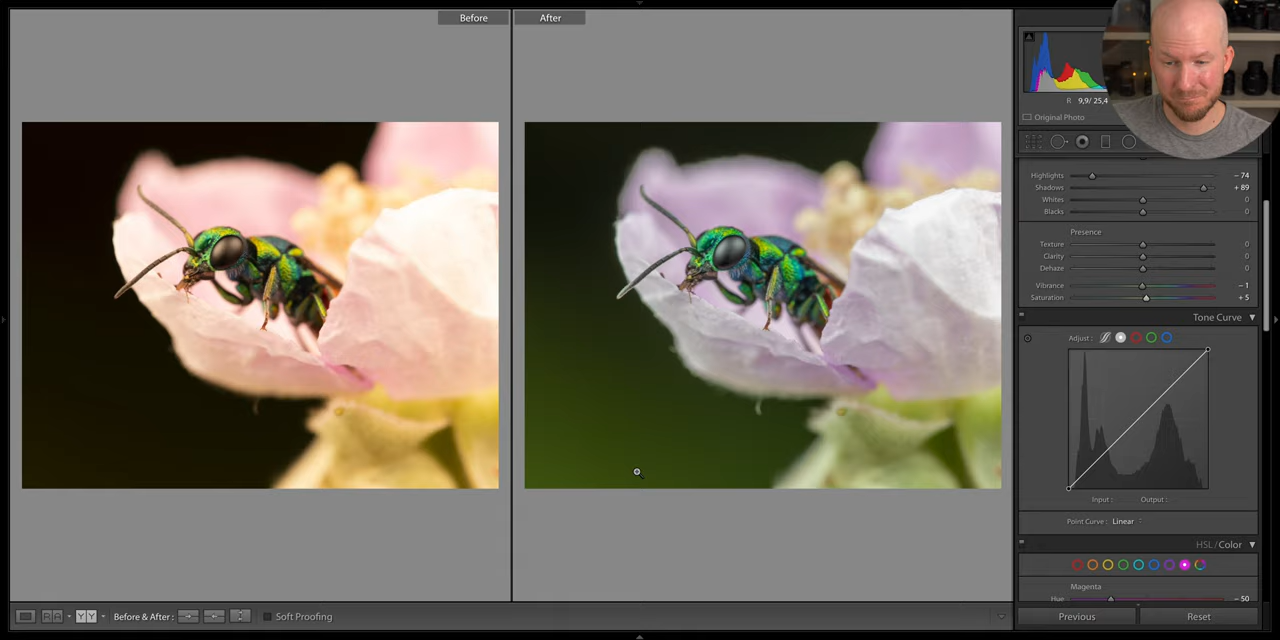 Before
After
R 9,9/ 25,4
Original Photo
Highlights - 74
Shadows + 89
Whites 0
Blacks 0
Presence
Texture 0
Clarity 0
Dehaze 0
Vibrance - 1
Saturation + 5
Tone Curve
Adjust :
Input : Output :
Point Curve : Linear
HSL / Color
Magenta
Hue - 50
Before & After : Soft Proofing
Previous Reset